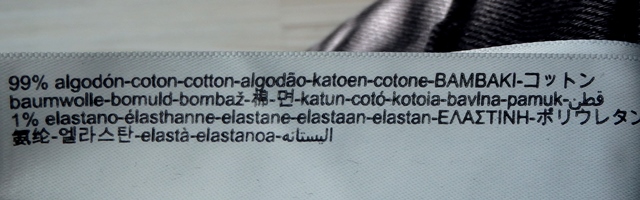 99% algodón-coton-cotton-algodão-katoen-cotone-BAMBAKI-コットン
baumwolle-bomuld-bombaž-棉-면-katun-cotó-kotoia-bavlna-pamuk-قطن
1% elastano-élasthanne-elastane-elastaan-elastan-ΕΛΑΣΤΙΝΗ-ポリウレタン
氨纶-엘라스탄-elastà-elastanoa-اليستانه